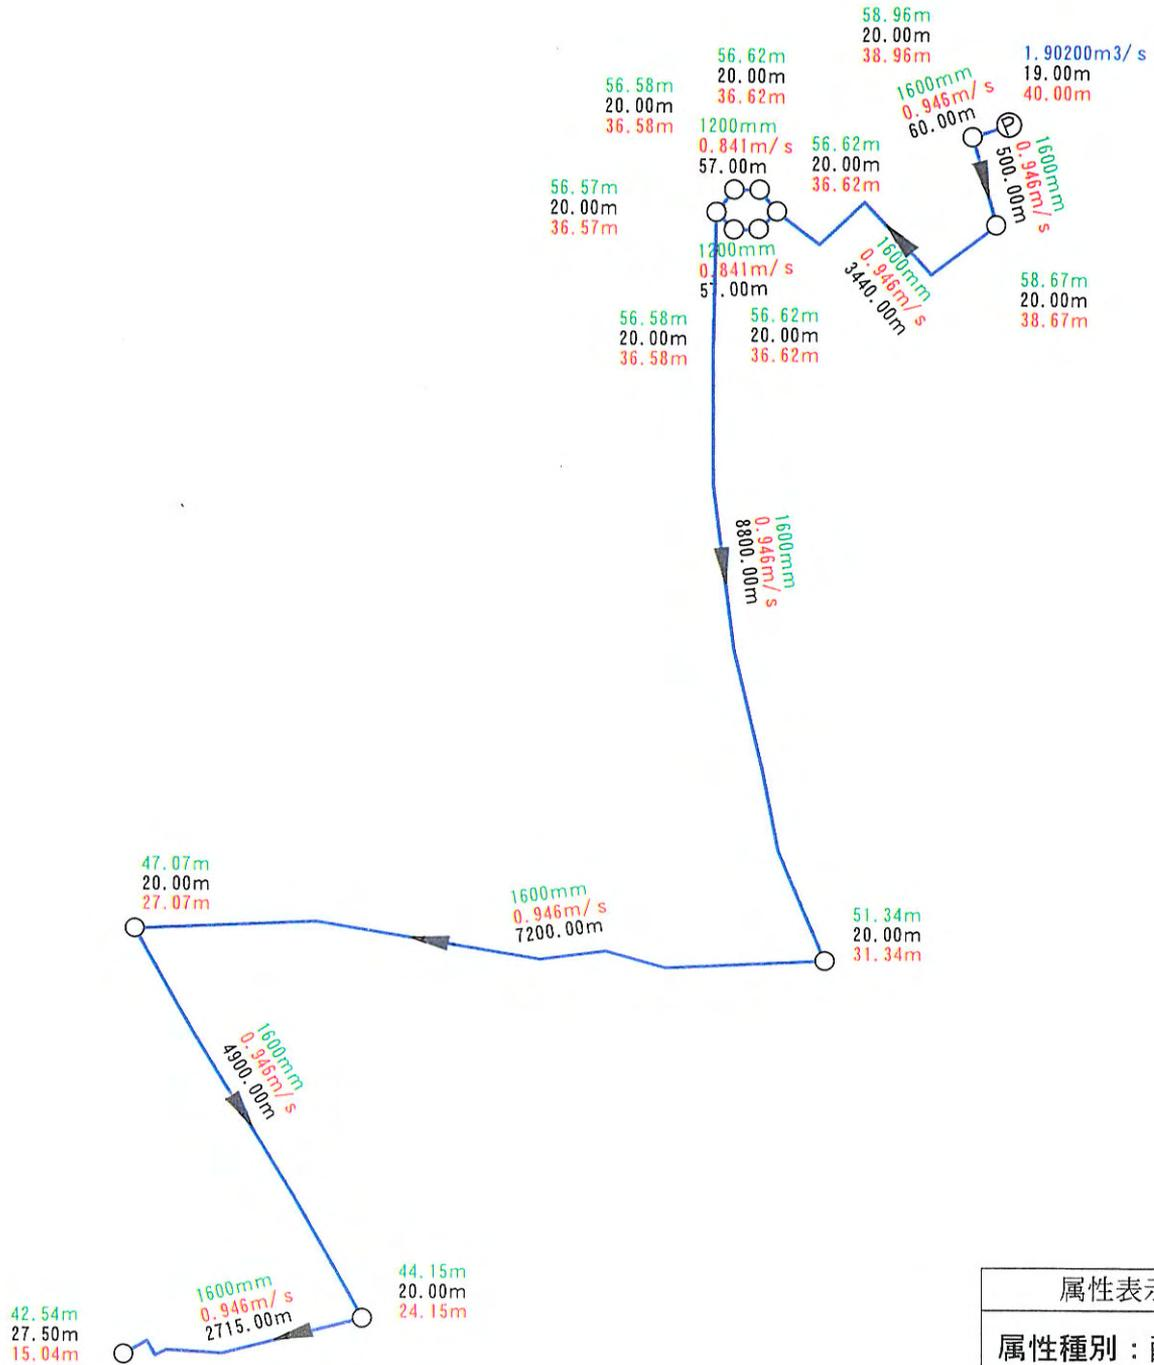 58.96m
20.00m
38.96m
1.90200m3/s
19.00m
40.00m
56.62m
20.00m
36.62m
56.58m
20.00m
36.58m
1600mm
0.946m/s
60.00m
P
1600mm
0.946m/s
500.00m
1200mm
0.841m/s
57.00m
56.62m
20.00m
36.62m
56.57m
20.00m
36.57m
1200mm
0.841m/s
57.00m
1600mm
0.946m/s
3440.00m
58.67m
20.00m
38.67m
56.58m
20.00m
36.58m
56.62m
20.00m
36.62m
1600mm
0.946m/s
8800.00m
47.07m
20.00m
27.07m
1600mm
0.946m/s
7200.00m
51.34m
20.00m
31.34m
1600mm
0.946m/s
4900.00m
44.15m
20.00m
24.15m
1600mm
0.946m/s
2715.00m
42.54m
27.50m
15.04m
属性表示
属性種別：